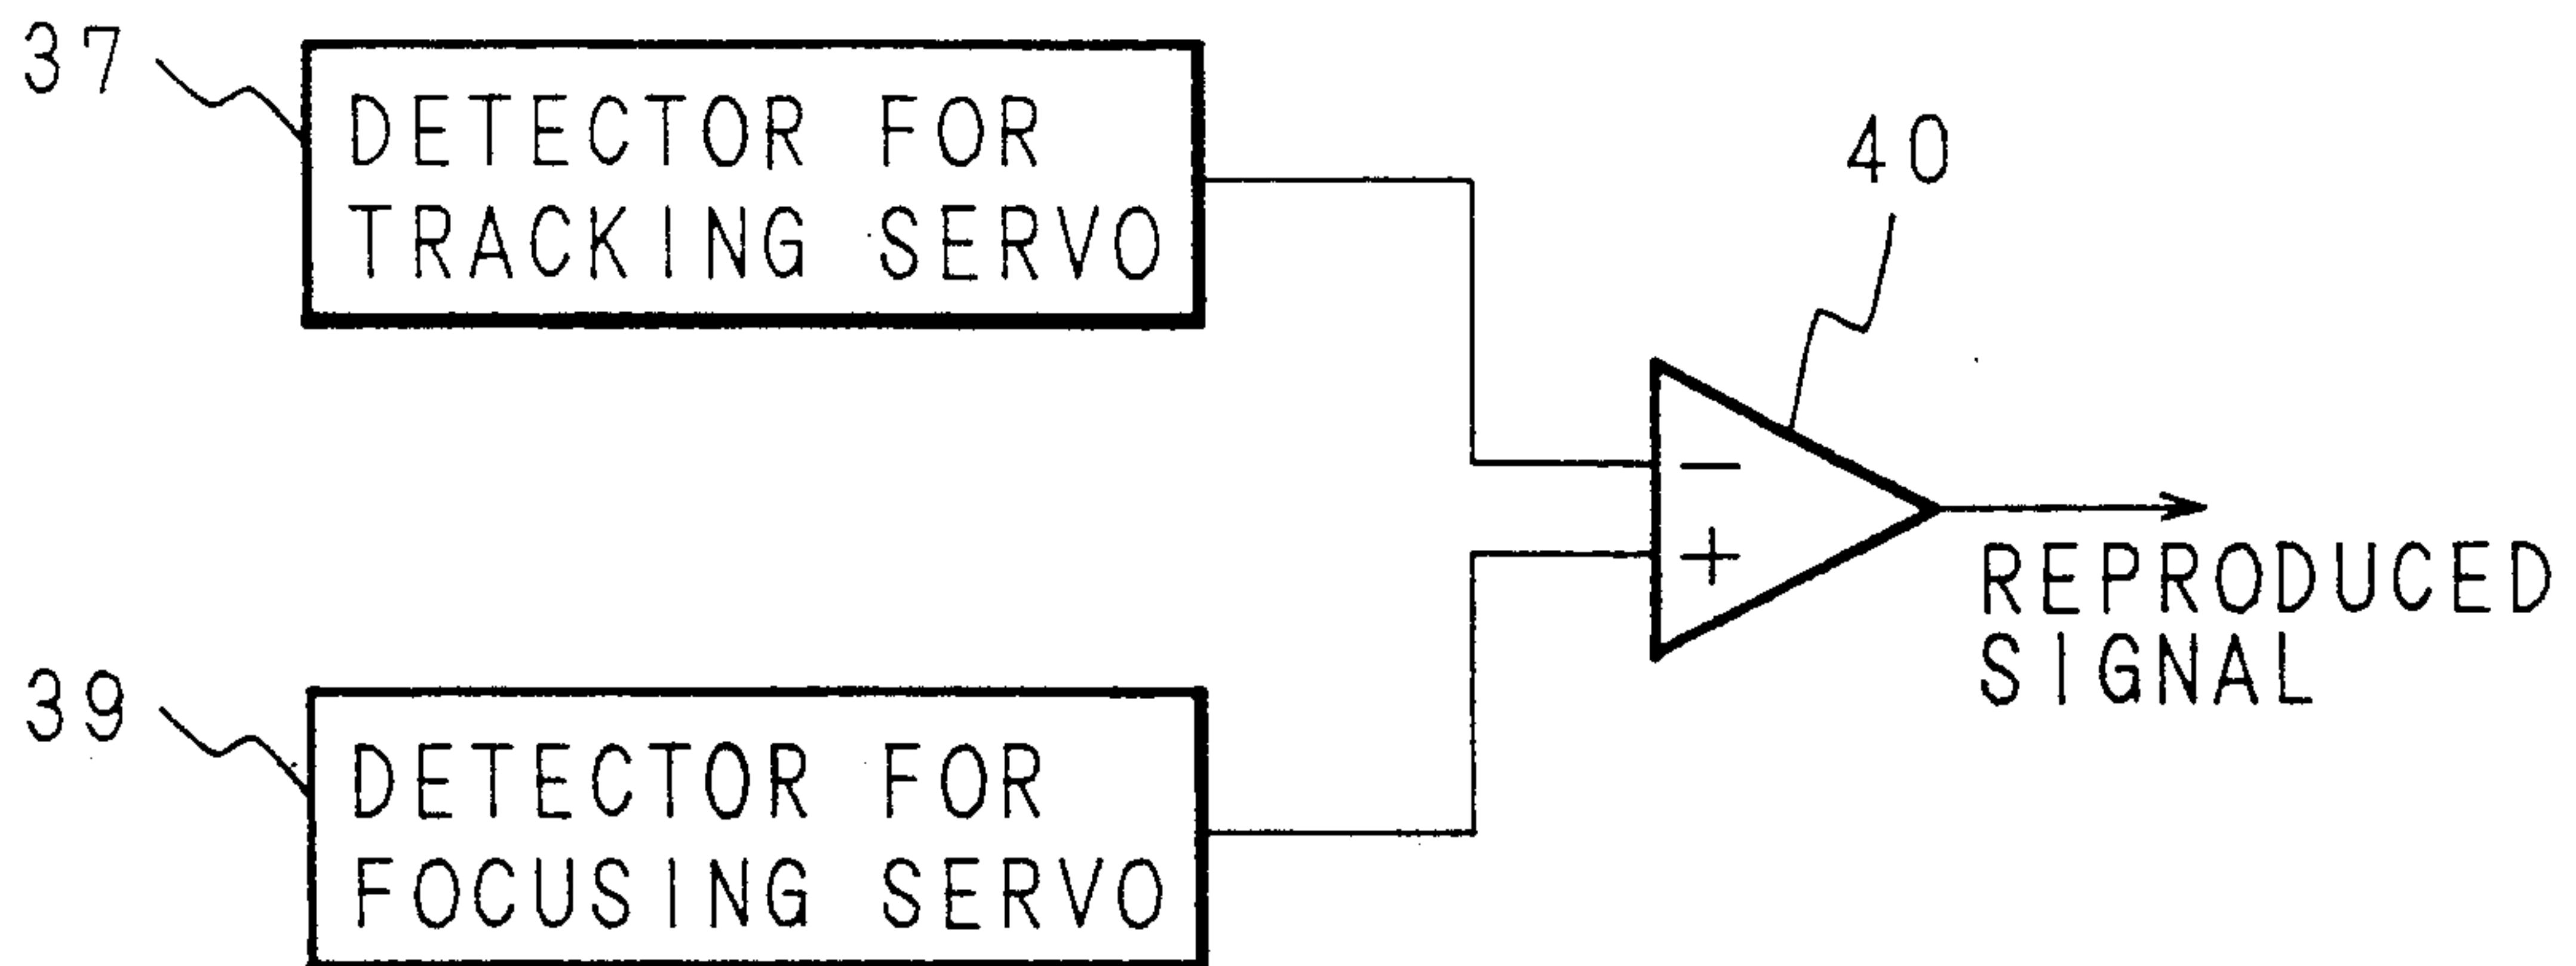 37
DETECTOR FOR
TRACKING SERVO
40
−
+
REPRODUCED
SIGNAL
39
DETECTOR FOR
FOCUSING SERVO